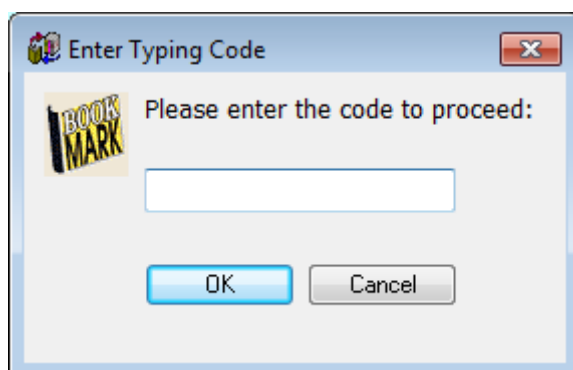 Enter Typing Code
BOOK
MARK
Please enter the code to proceed:
OK
Cancel